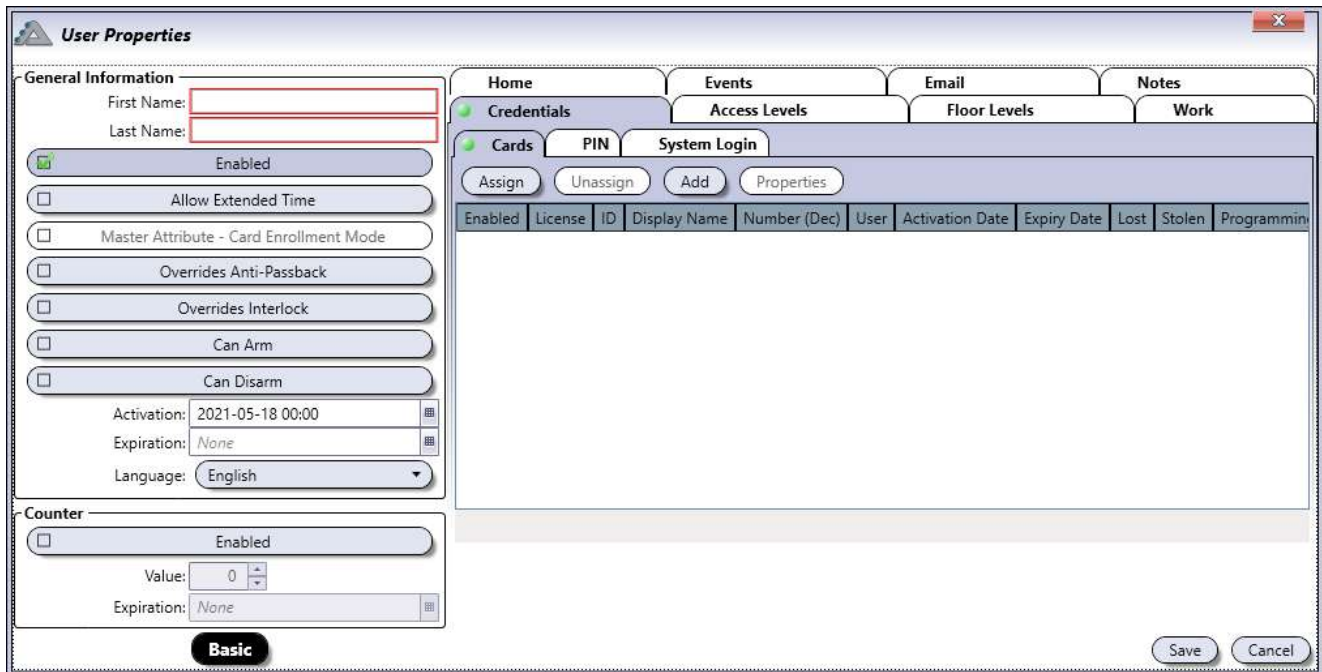 User Properties
General Information
First Name:
Last Name:
Enabled
Allow Extended Time
Master Attribute - Card Enrollment Mode
Overrides Anti-Passback
Overrides Interlock
Can Arm
Can Disarm
Activation: 2021-05-18 00:00
Expiration: None
Language: English
Counter
Enabled
Value: 0
Expiration: None
Basic
Home Events Email Notes
Credentials Access Levels Floor Levels Work
Cards PIN System Login
Assign Unassign Add Properties
Enabled License ID Display Name Number (Dec) User Activation Date Expiry Date Lost Stolen Programming
Save Cancel